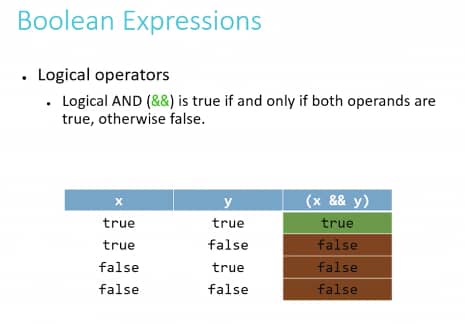 Boolean Expressions
• Logical operators
• Logical AND (&&) is true if and only if both operands are
true, otherwise false.
x y (x && y)
true true true
true false false
false true false
false false false